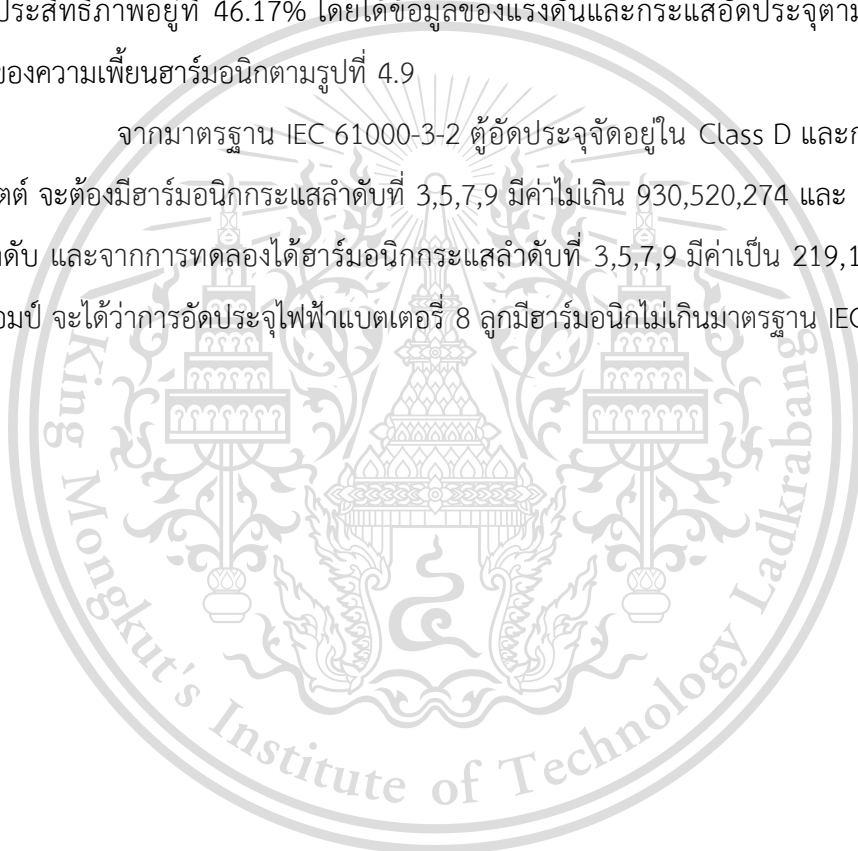 ประสิทธิภาพอยู่ที่ 46.17% โดยได้ข้อมูลของแรงดันและกระแสอัดประจุตาม
ของความเพี้ยนฮาร์มอนิกตามรูปที่ 4.9
จากมาตรฐาน IEC 61000-3-2 ตู้อัดประจุจัดอยู่ใน Class D และ
จะต้องมีฮาร์มอนิกกระแสลำดับที่ 3,5,7,9 มีค่าไม่เกิน 930,520,274 และ
และจากการทดลองได้ฮาร์มอนิกกระแสลำดับที่ 3,5,7,9 มีค่าเป็น 219,1
จะได้ว่าการอัดประจุไฟฟ้าแบตเตอรี่ 8 ลูกมีฮาร์มอนิกไม่เกินมาตรฐาน IEC
King Mongkut's Institute of Technology Ladkrabang